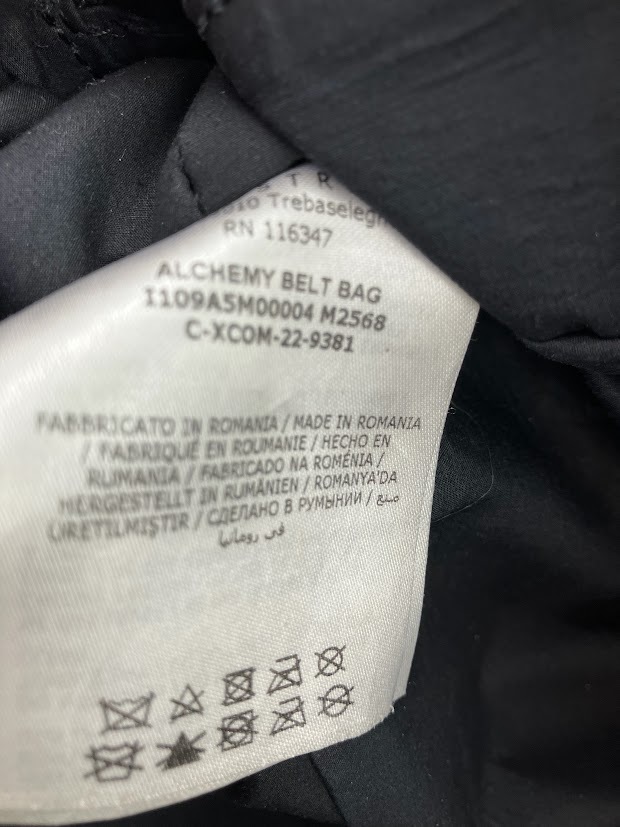 T R
Trebaseleg
RN 116347
ALCHEMY BELT BAG
I109A5M00004 M2568
C-XCOM-22-9381
FABBRICATO IN ROMANIA / MADE IN ROMANIA
/ FABRIQUÉ EN ROUMANIE / HECHO EN
RUMANIA / FABRICADO NA ROMÉNIA /
HERGESTELLT IN RUMÄNIEN / ROMANYA'DA
ÜRETILMIŞTIR / СДЕЛАНО В РУМЫНИИ / صنع
في رومانيا